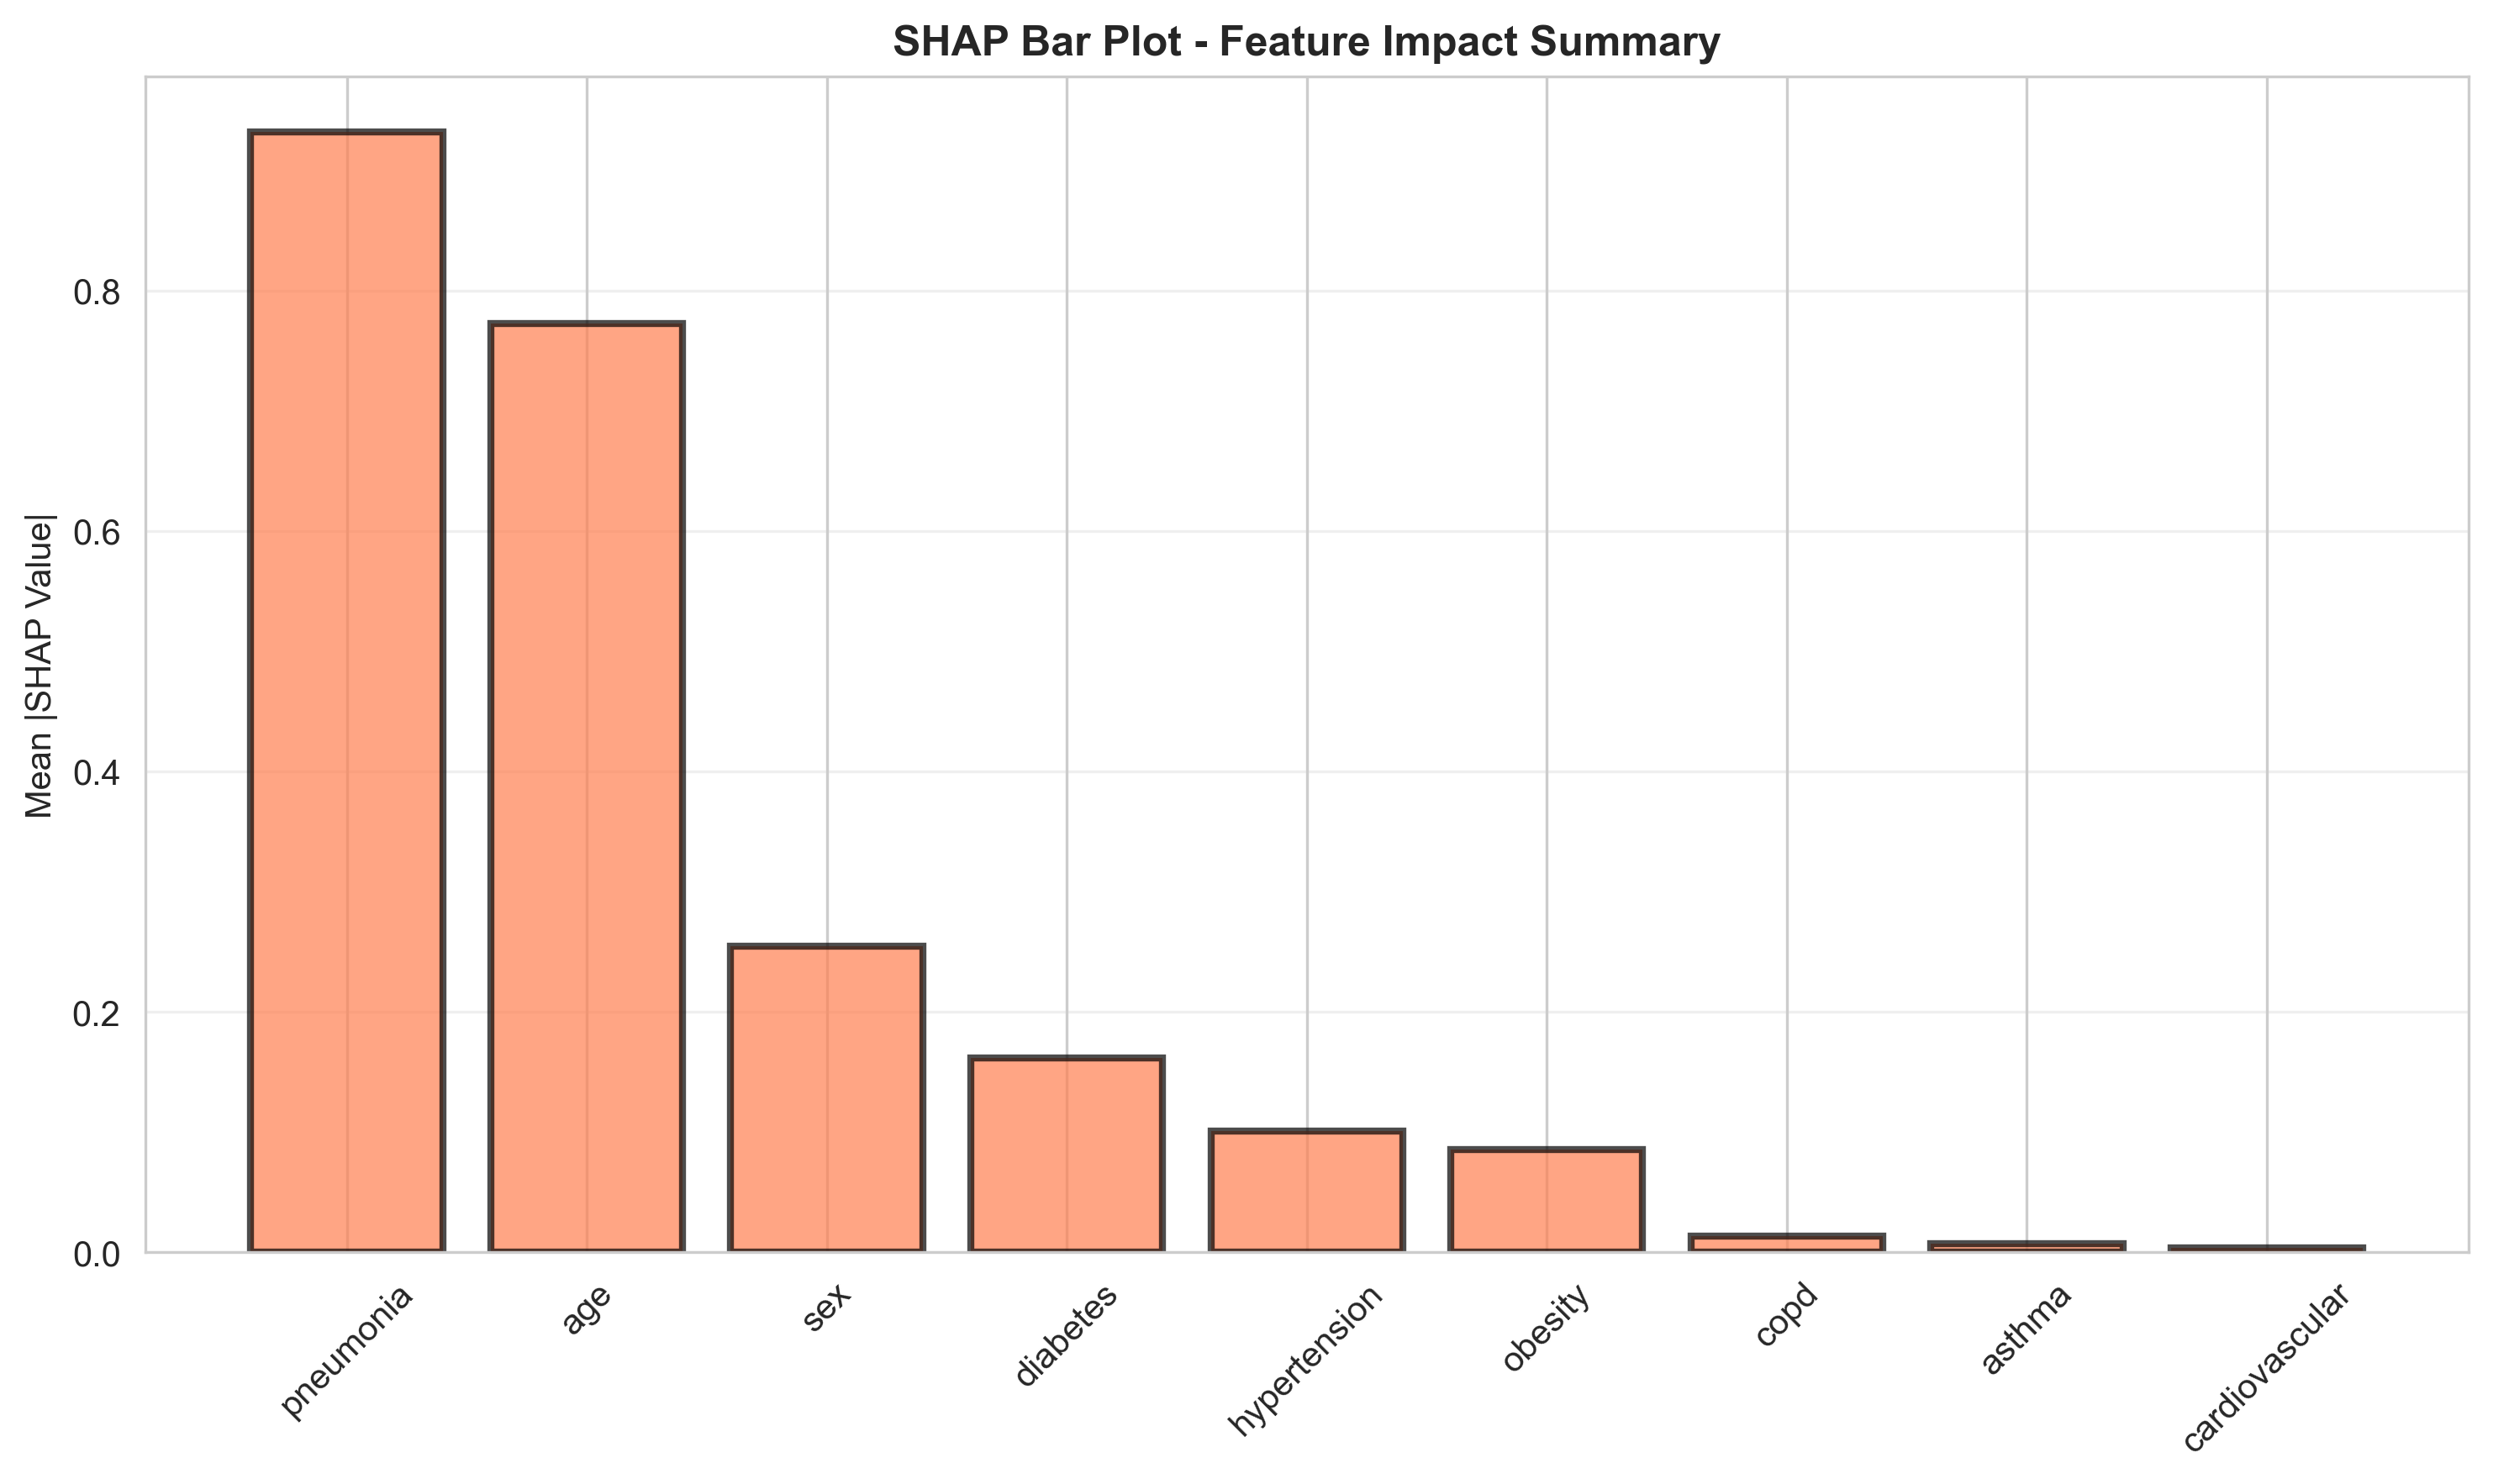 SHAP Bar Plot - Feature Impact Summary
Mean |SHAP Value|
0.8
0.6
0.4
0.2
0.0
pneumonia
age
sex
diabetes
hypertension
obesity
copd
asthma
cardiovascular